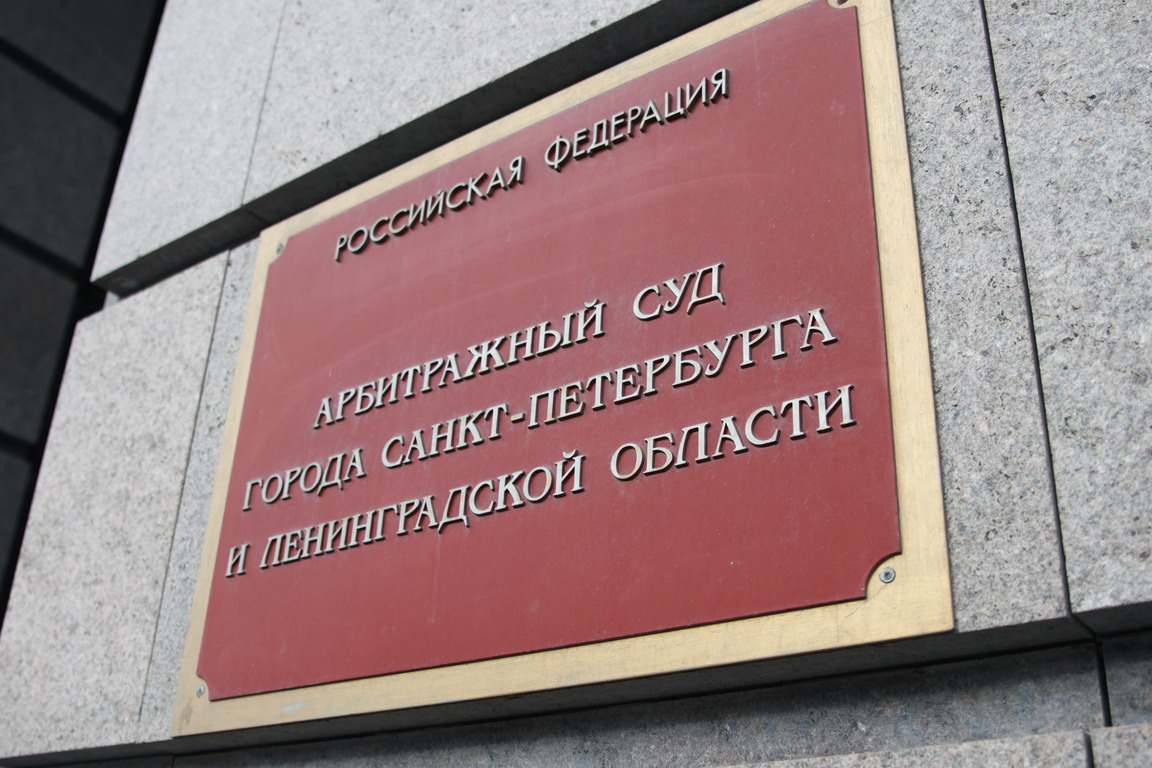 РОССИЙСКАЯ ФЕДЕРАЦИЯ
АРБИТРАЖНЫЙ СУД
ГОРОДА САНКТ-ПЕТЕРБУРГА
И ЛЕНИНГРАДСКОЙ ОБЛАСТИ